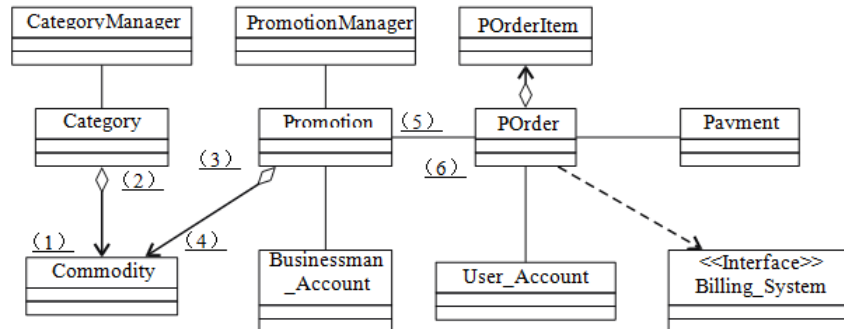 CategoryManager
PromotionManager
POrderItem
Category
Promotion
(5)
POrder
Payment
(2)
(3)
(6)
(1)
(4)
Commodity
Businessman
_Account
User_Account
<<Interface>>
Billing_System